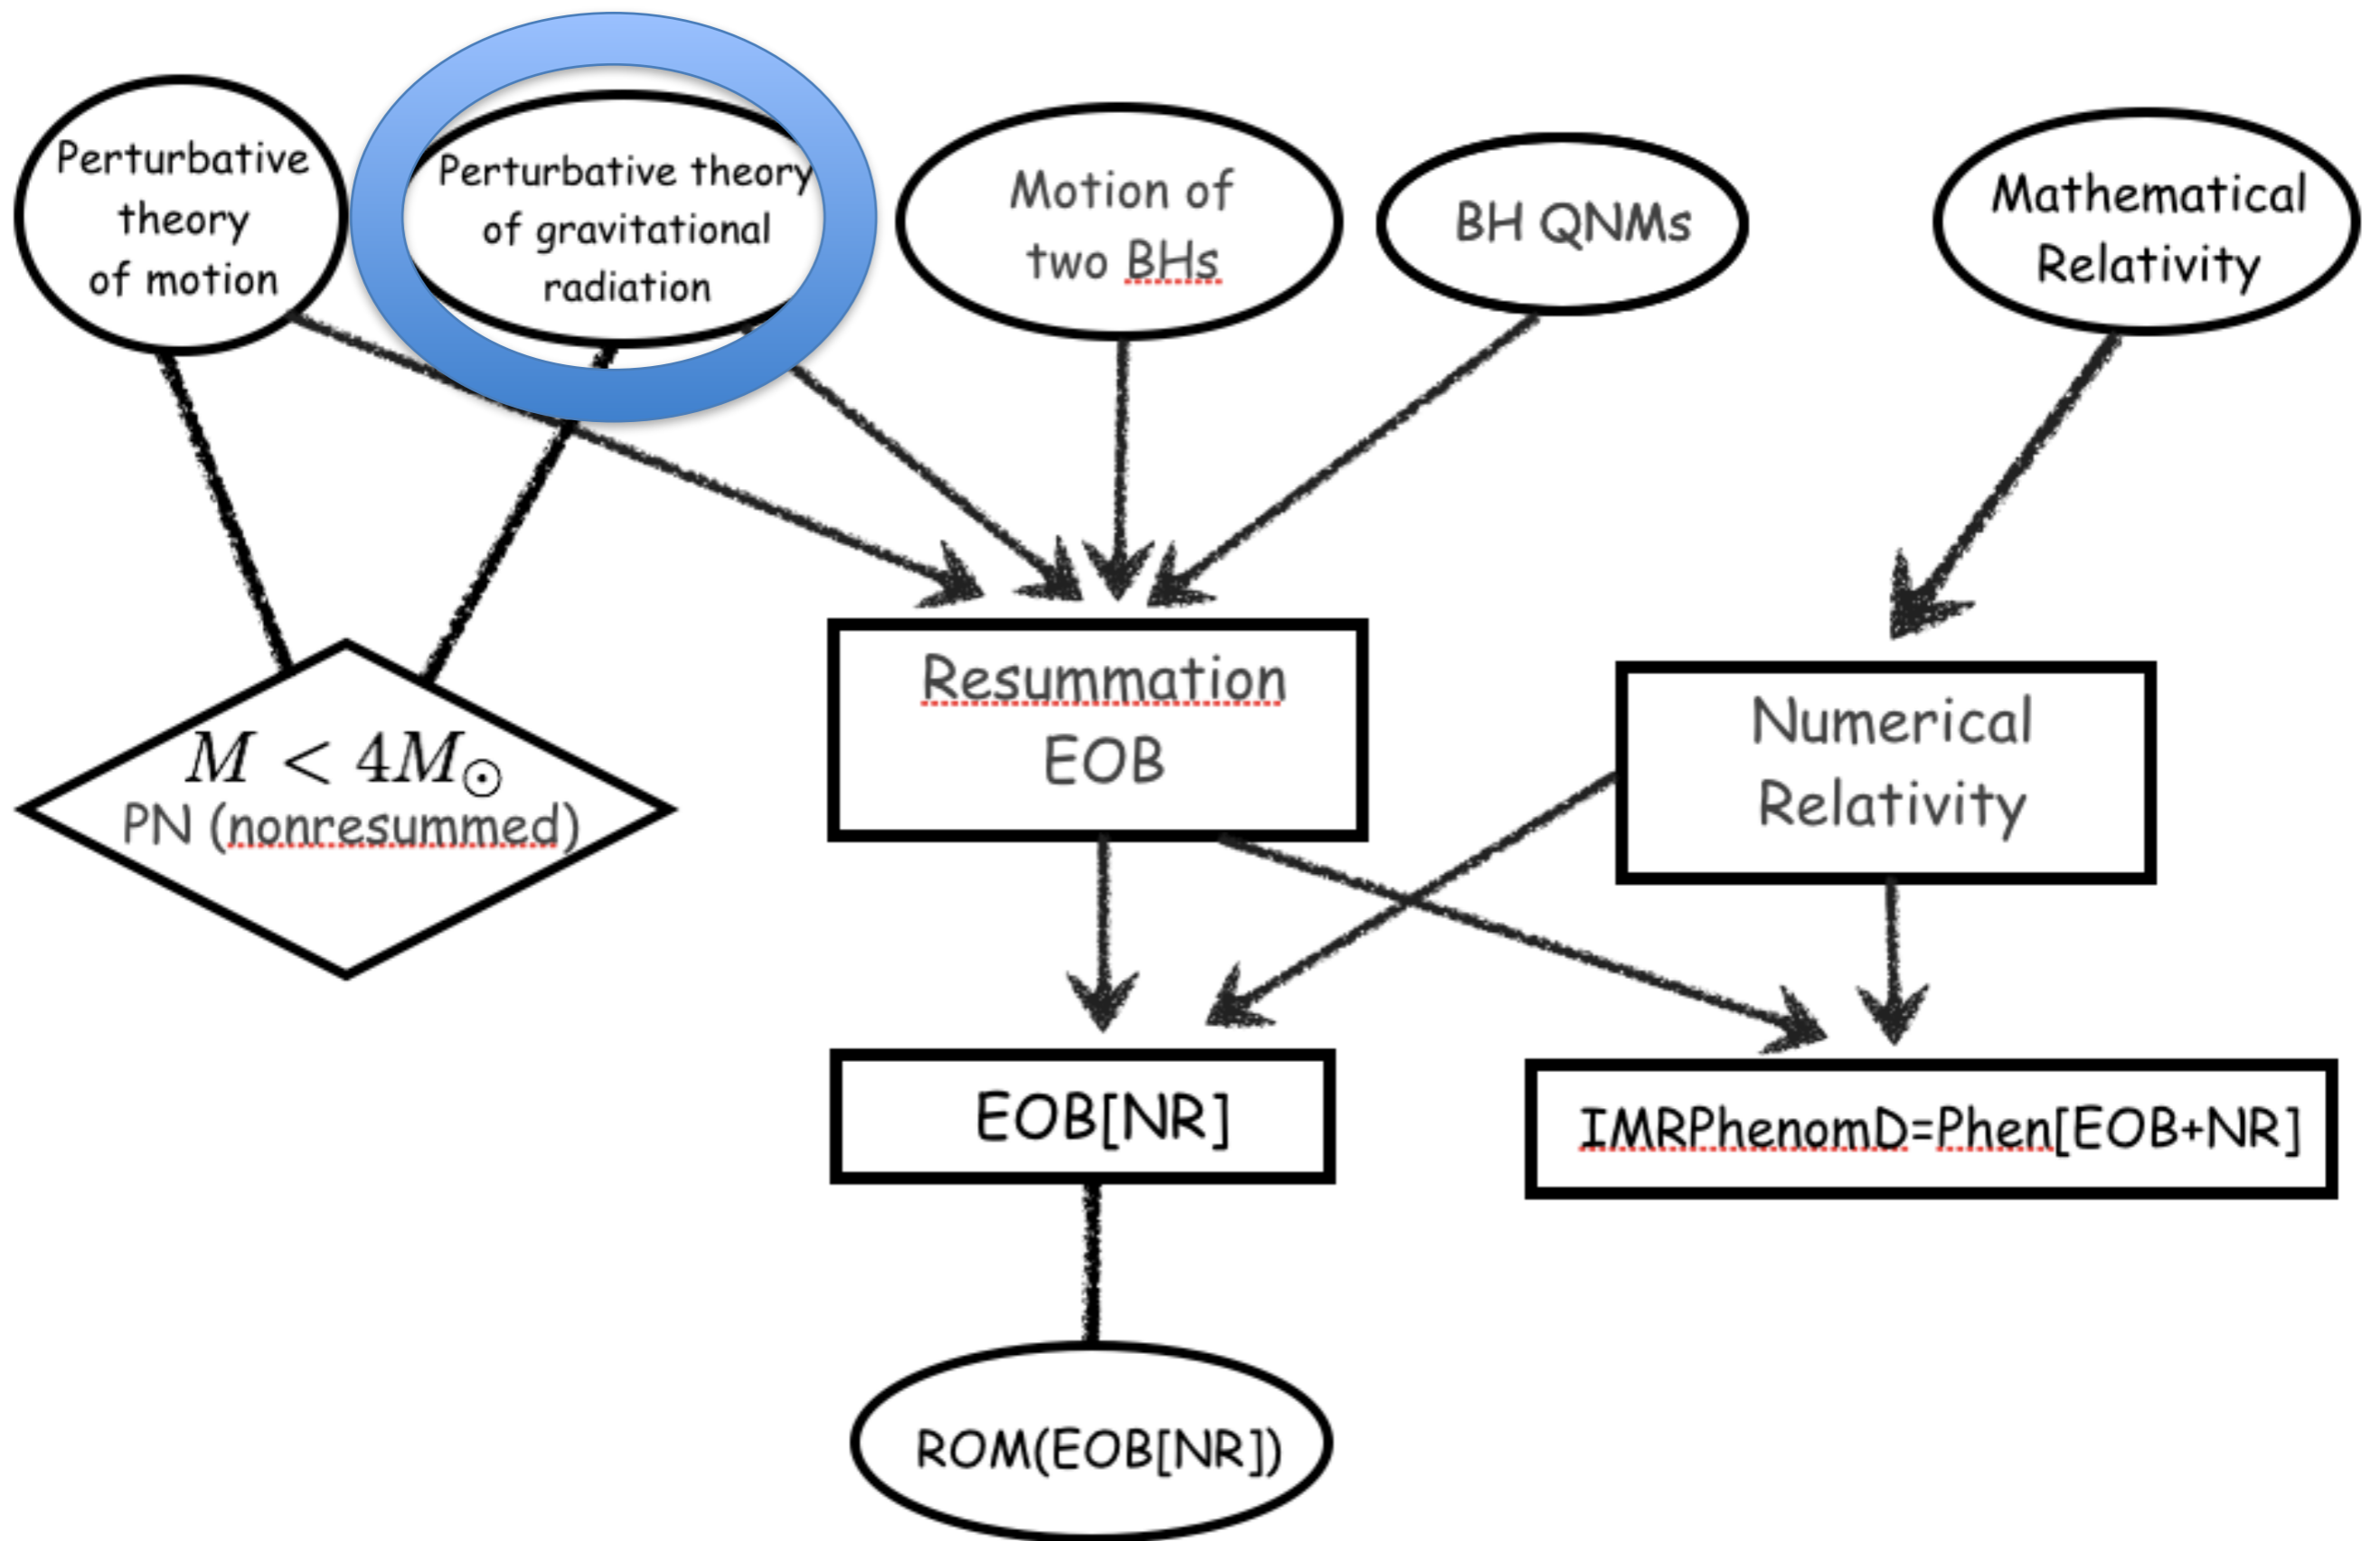 Perturbative
theory
of motion
Perturbative theory
of gravitational
radiation
Motion of
two BHs
BH QNMs
Mathematical
Relativity
M < 4M☉
PN (nonresummed)
Resummation
EOB
Numerical
Relativity
EOB[NR]
IMRPhenomD=Phen[EOB+NR]
ROM(EOB[NR])